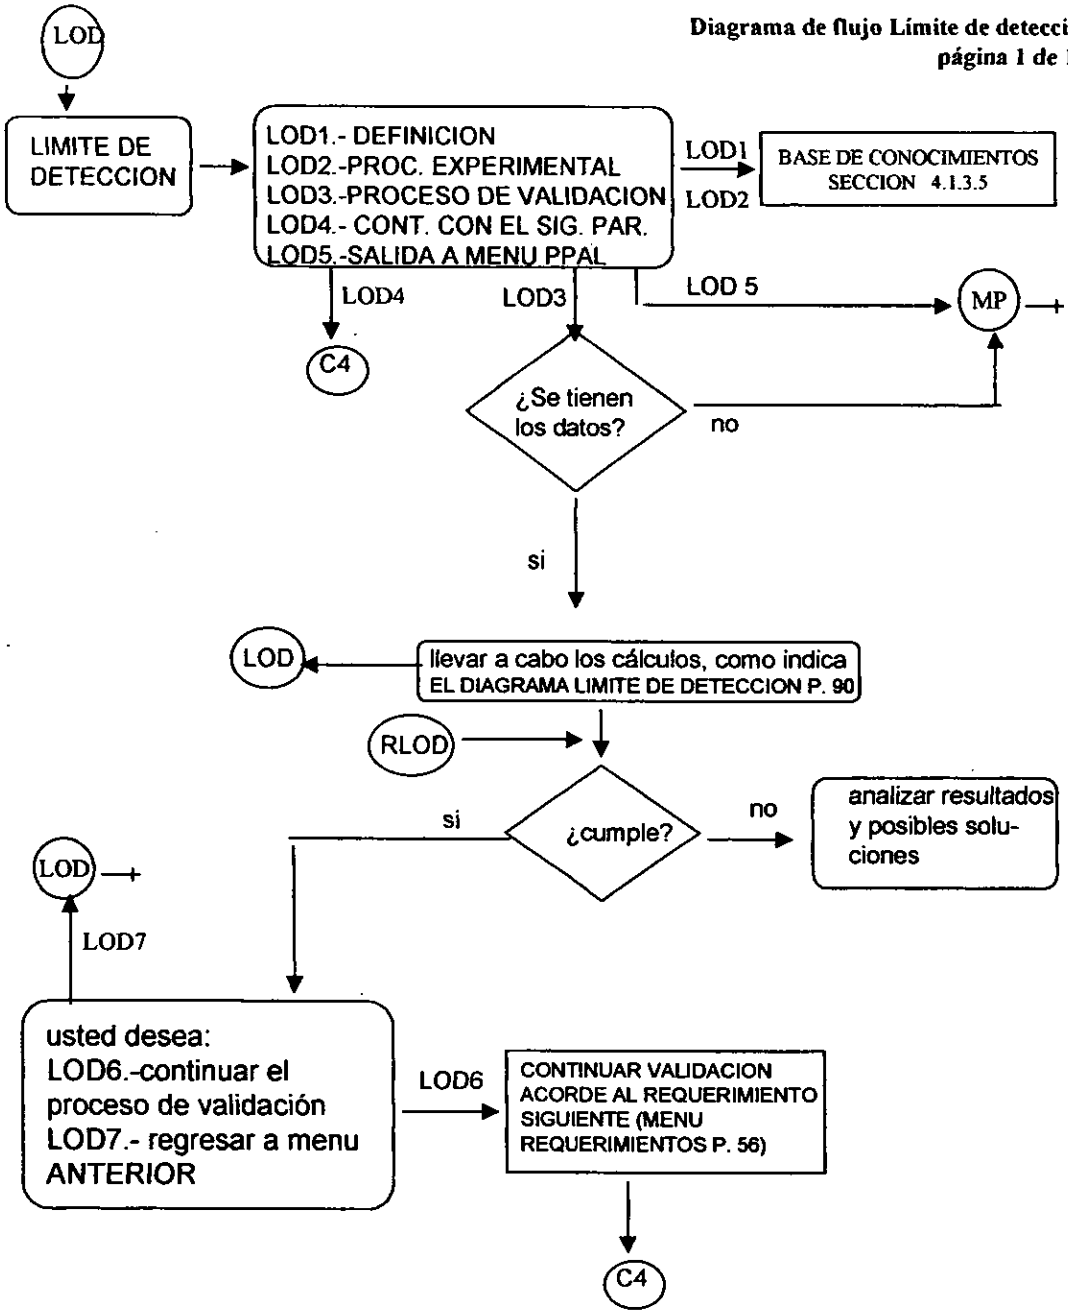 LOD
Diagrama de flujo Límite de detecci
página 1 de 1
LIMITE DE
DETECCION
LOD1.- DEFINICION
LOD2.-PROC. EXPERIMENTAL
LOD3.-PROCESO DE VALIDACION
LOD4.- CONT. CON EL SIG. PAR.
LOD5.-SALIDA A MENU PPAL
LOD1
LOD2
BASE DE CONOCIMIENTOS
SECCION 4.1.3.5
LOD4
LOD3
LOD 5
MP
C4
¿Se tienen
los datos?
no
si
LOD
llevar a cabo los cálculos, como indica
EL DIAGRAMA LIMITE DE DETECCION P. 90
RLOD
¿cumple?
si
no
analizar resultados
y posibles solu-
ciones
LOD
LOD7
usted desea:
LOD6.-continuar el
proceso de validación
LOD7.- regresar a menu
ANTERIOR
LOD6
CONTINUAR VALIDACION
ACORDE AL REQUERIMIENTO
SIGUIENTE (MENU
REQUERIMIENTOS P. 56)
C4